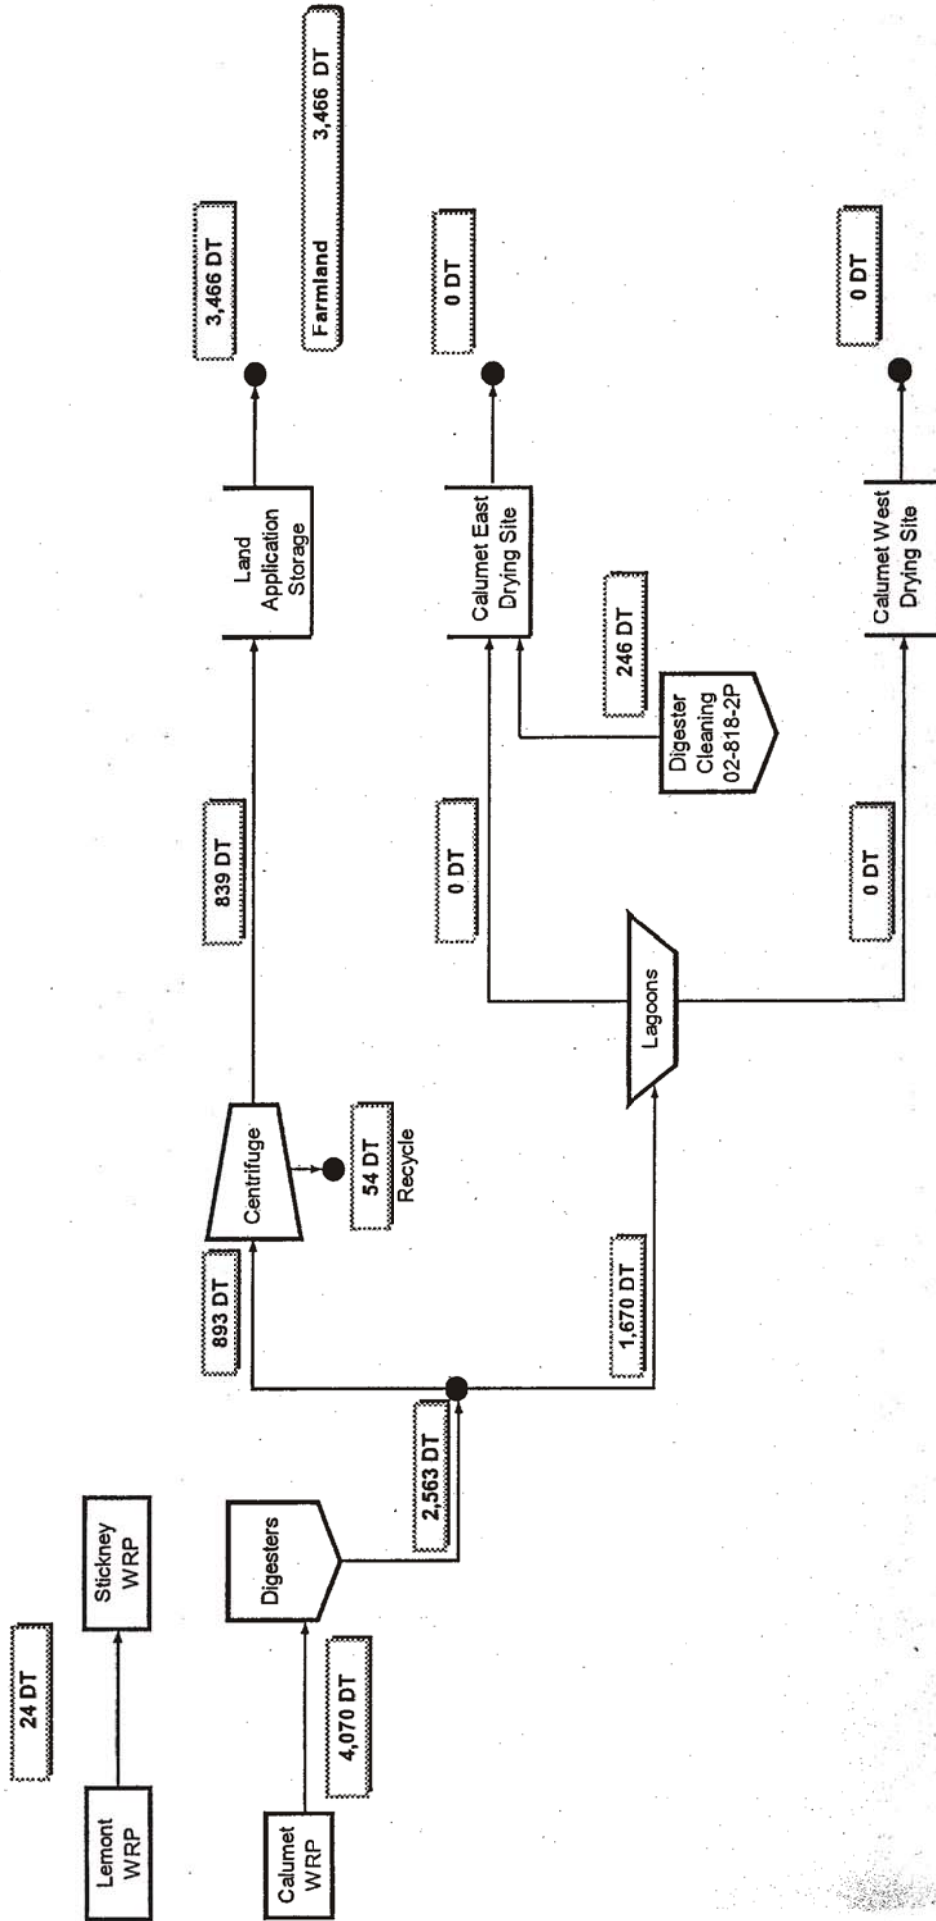 24 DT
Lemont
WRP
Stickney
WRP
Calumet
WRP
4,070 DT
Digesters
2,563 DT
893 DT
Centrifuge
54 DT
Recycle
839 DT
Land
Application
Storage
3,466 DT
Farmland 3,466 DT
1,670 DT
Lagoons
0 DT
Calumet East
Drying Site
0 DT
246 DT
Digester
Cleaning
02-818-2P
0 DT
Calumet West
Drying Site
0 DT